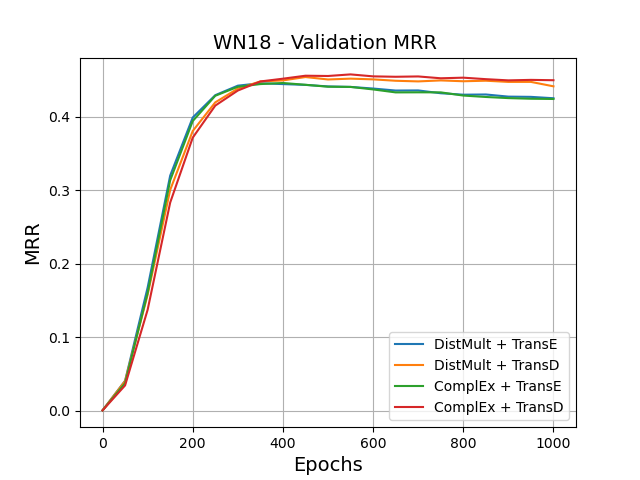 WN18 - Validation MRR
MRR
0.4
0.3
0.2
0.1
0.0
DistMult + TransE
DistMult + TransD
ComplEx + TransE
ComplEx + TransD
0 200 400 600 800 1000
Epochs